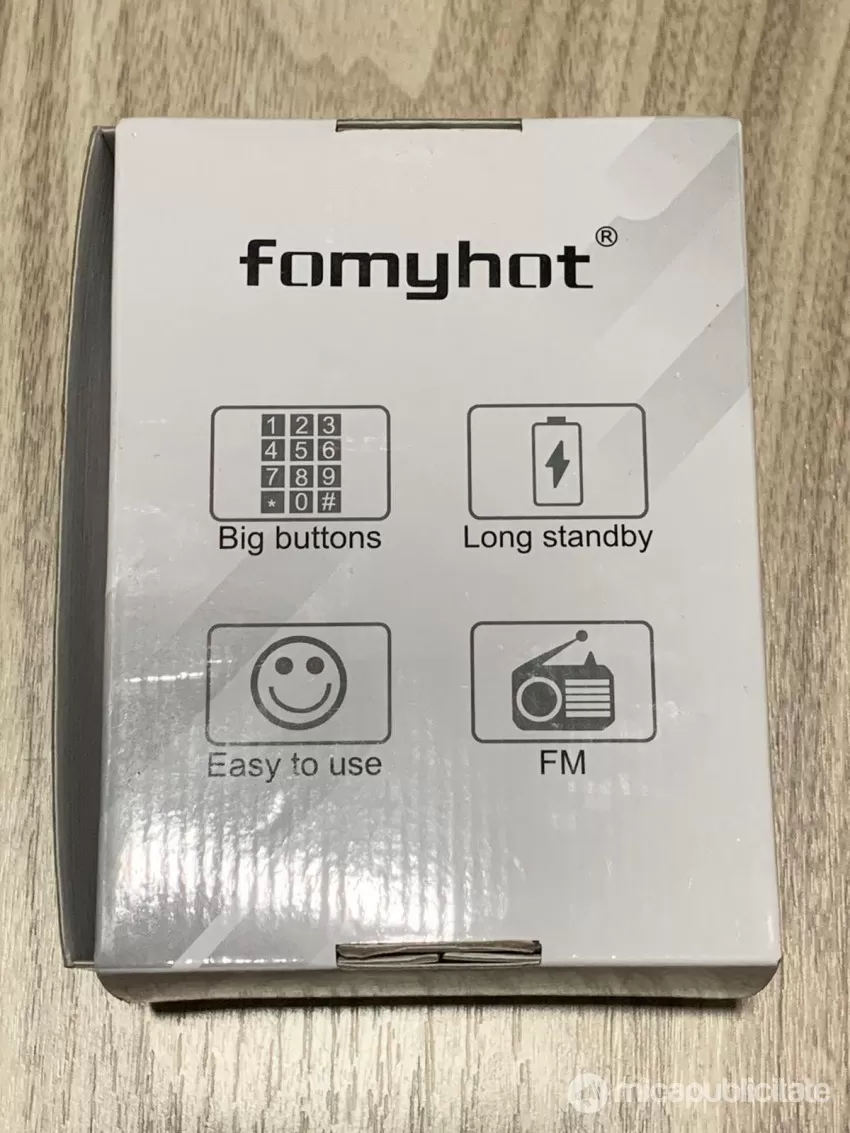 fomyhot®
1 2 3
4 5 6
7 8 9
* 0 #
Big buttons
Long standby
Easy to use
FM
micapublicitate